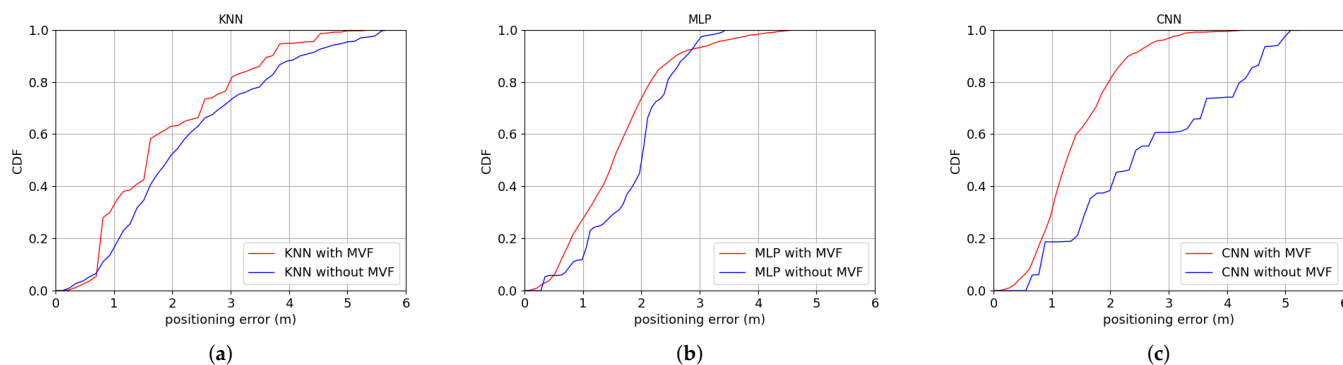 KNN
1.0
0.8
0.6
0.4
0.2
0.0
CDF
0 1 2 3 4 5 6
positioning error (m)
KNN with MVF
KNN without MVF
(a)
MLP
1.0
0.8
0.6
0.4
0.2
0.0
CDF
0 1 2 3 4 5 6
positioning error (m)
MLP with MVF
MLP without MVF
(b)
CNN
1.0
0.8
0.6
0.4
0.2
0.0
CDF
0 1 2 3 4 5 6
positioning error (m)
CNN with MVF
CNN without MVF
(c)